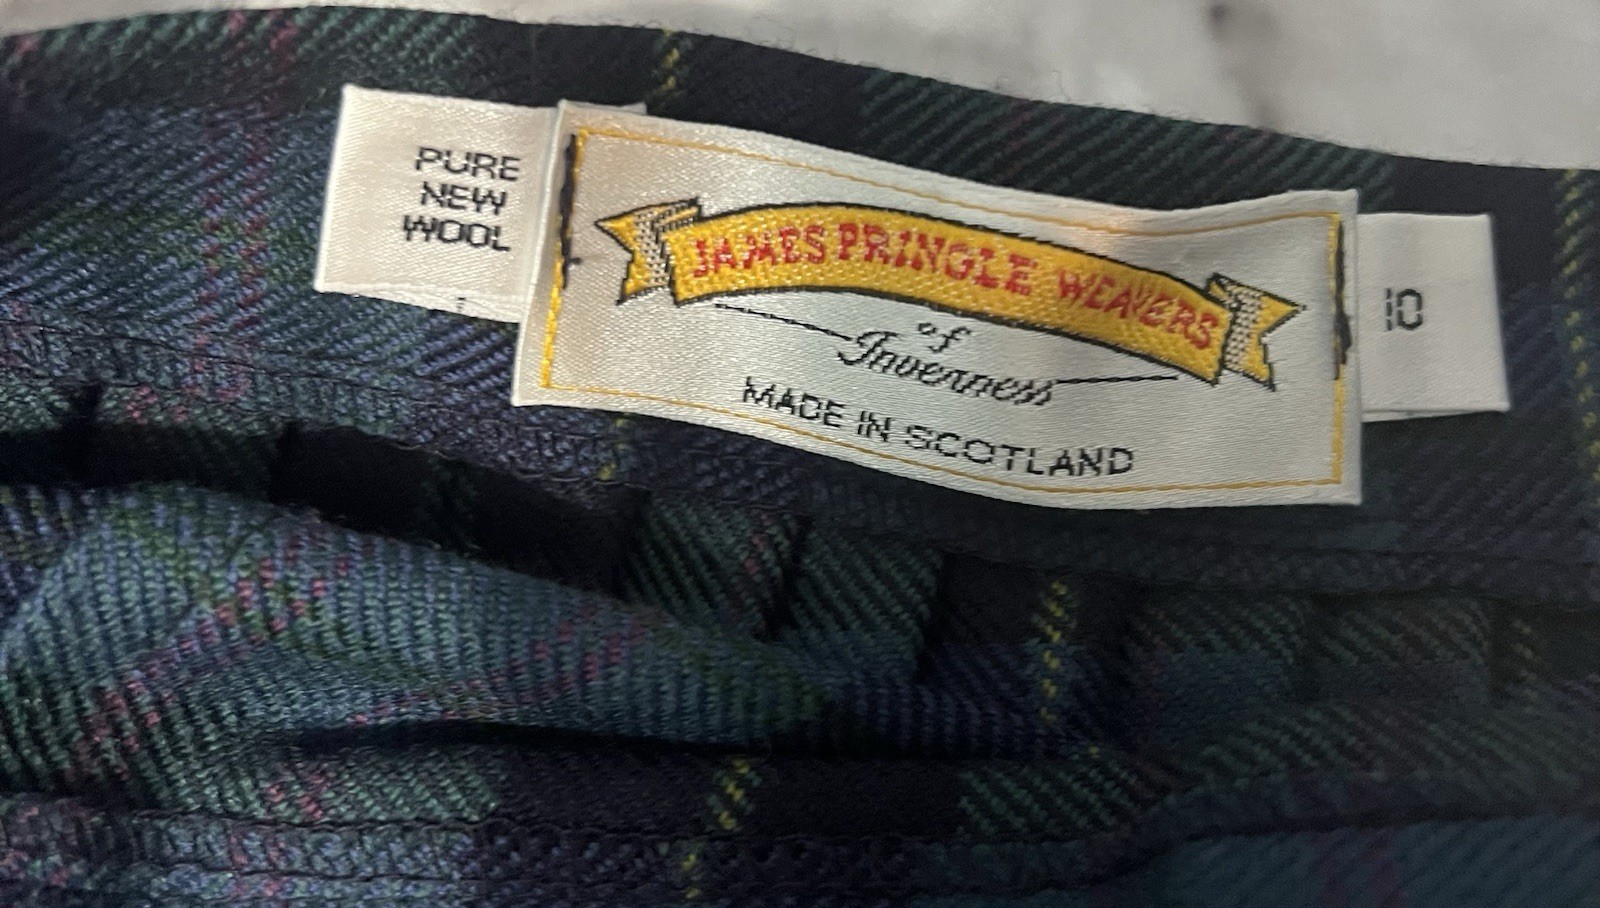 PURE
NEW
WOOL
JAMES PRINGLE WEAVERS
of
Inverness
MADE IN SCOTLAND
10